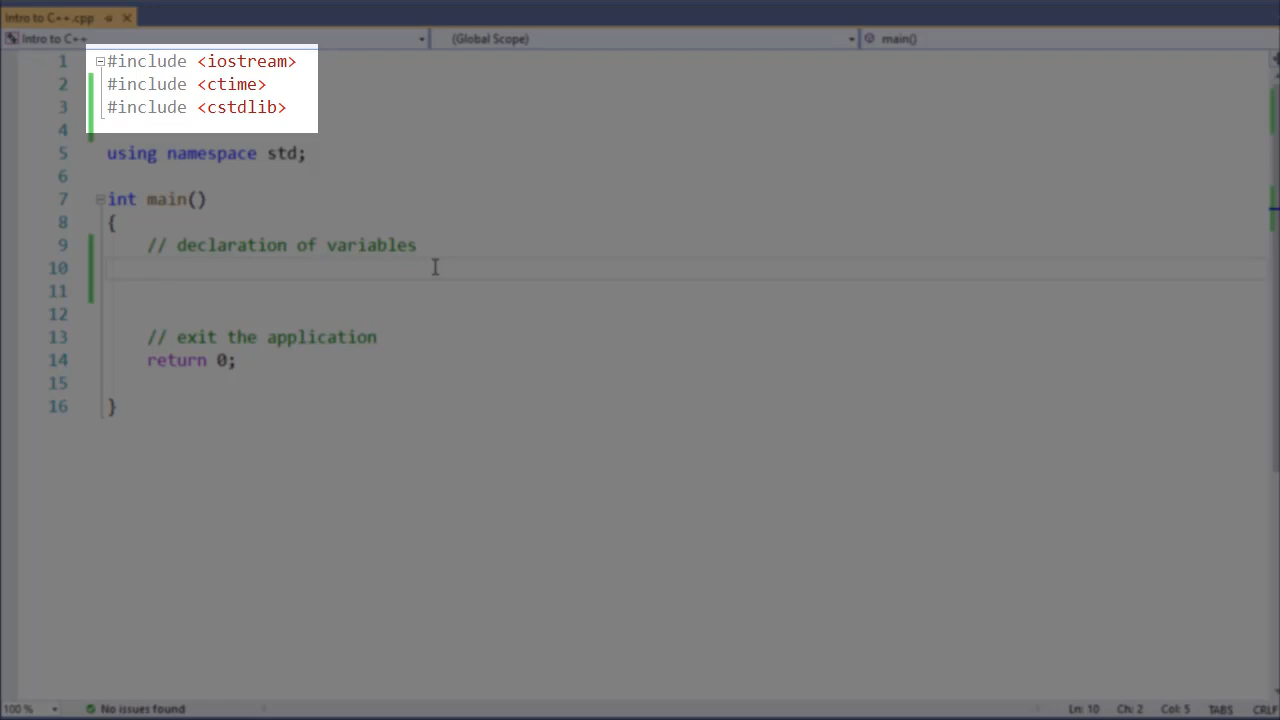 Intro to C++.cpp
Intro to C++ (Global Scope) main()
1 #include <iostream>
2 #include <ctime>
3 #include <cstdlib>
4
5 using namespace std;
6
7 int main()
8 {
9 // declaration of variables
10
11
12
13 // exit the application
14 return 0;
15
16 }
100 % No issues found Ln: 10 Ch: 2 Col: 5 TABS CRLF